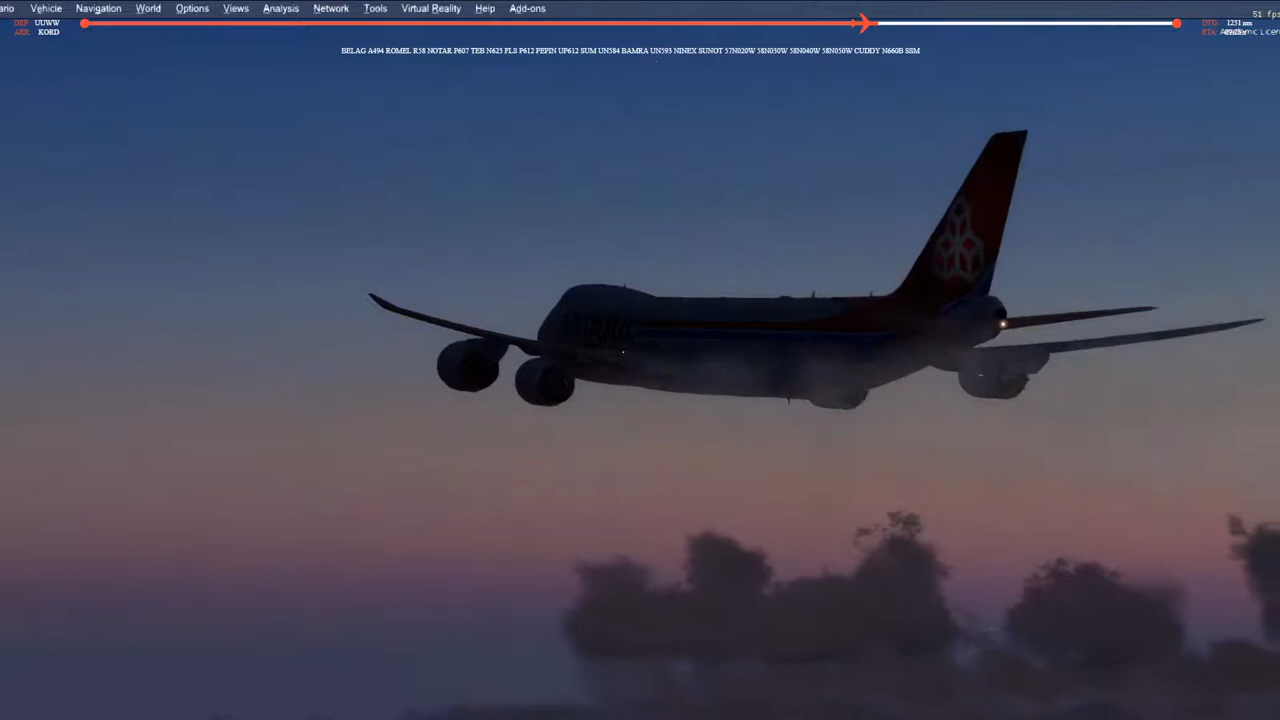 ario Vehicle Navigation World Options Views Analysis Tools Network Virtual Reality Help Add-ons
51 fps
DEP: UUWW
ARR: KORD
DTG: 1231 nm
ETA:
BELAG A494 ROMEL R58 NOTAR P607 TEB N623 FLS P612 PEPIN UP612 SUM UN584 BAMRA UN593 NINEX SUNOT 57N020W 58N030W 58N040W 58N050W CUDDY N660B SSM